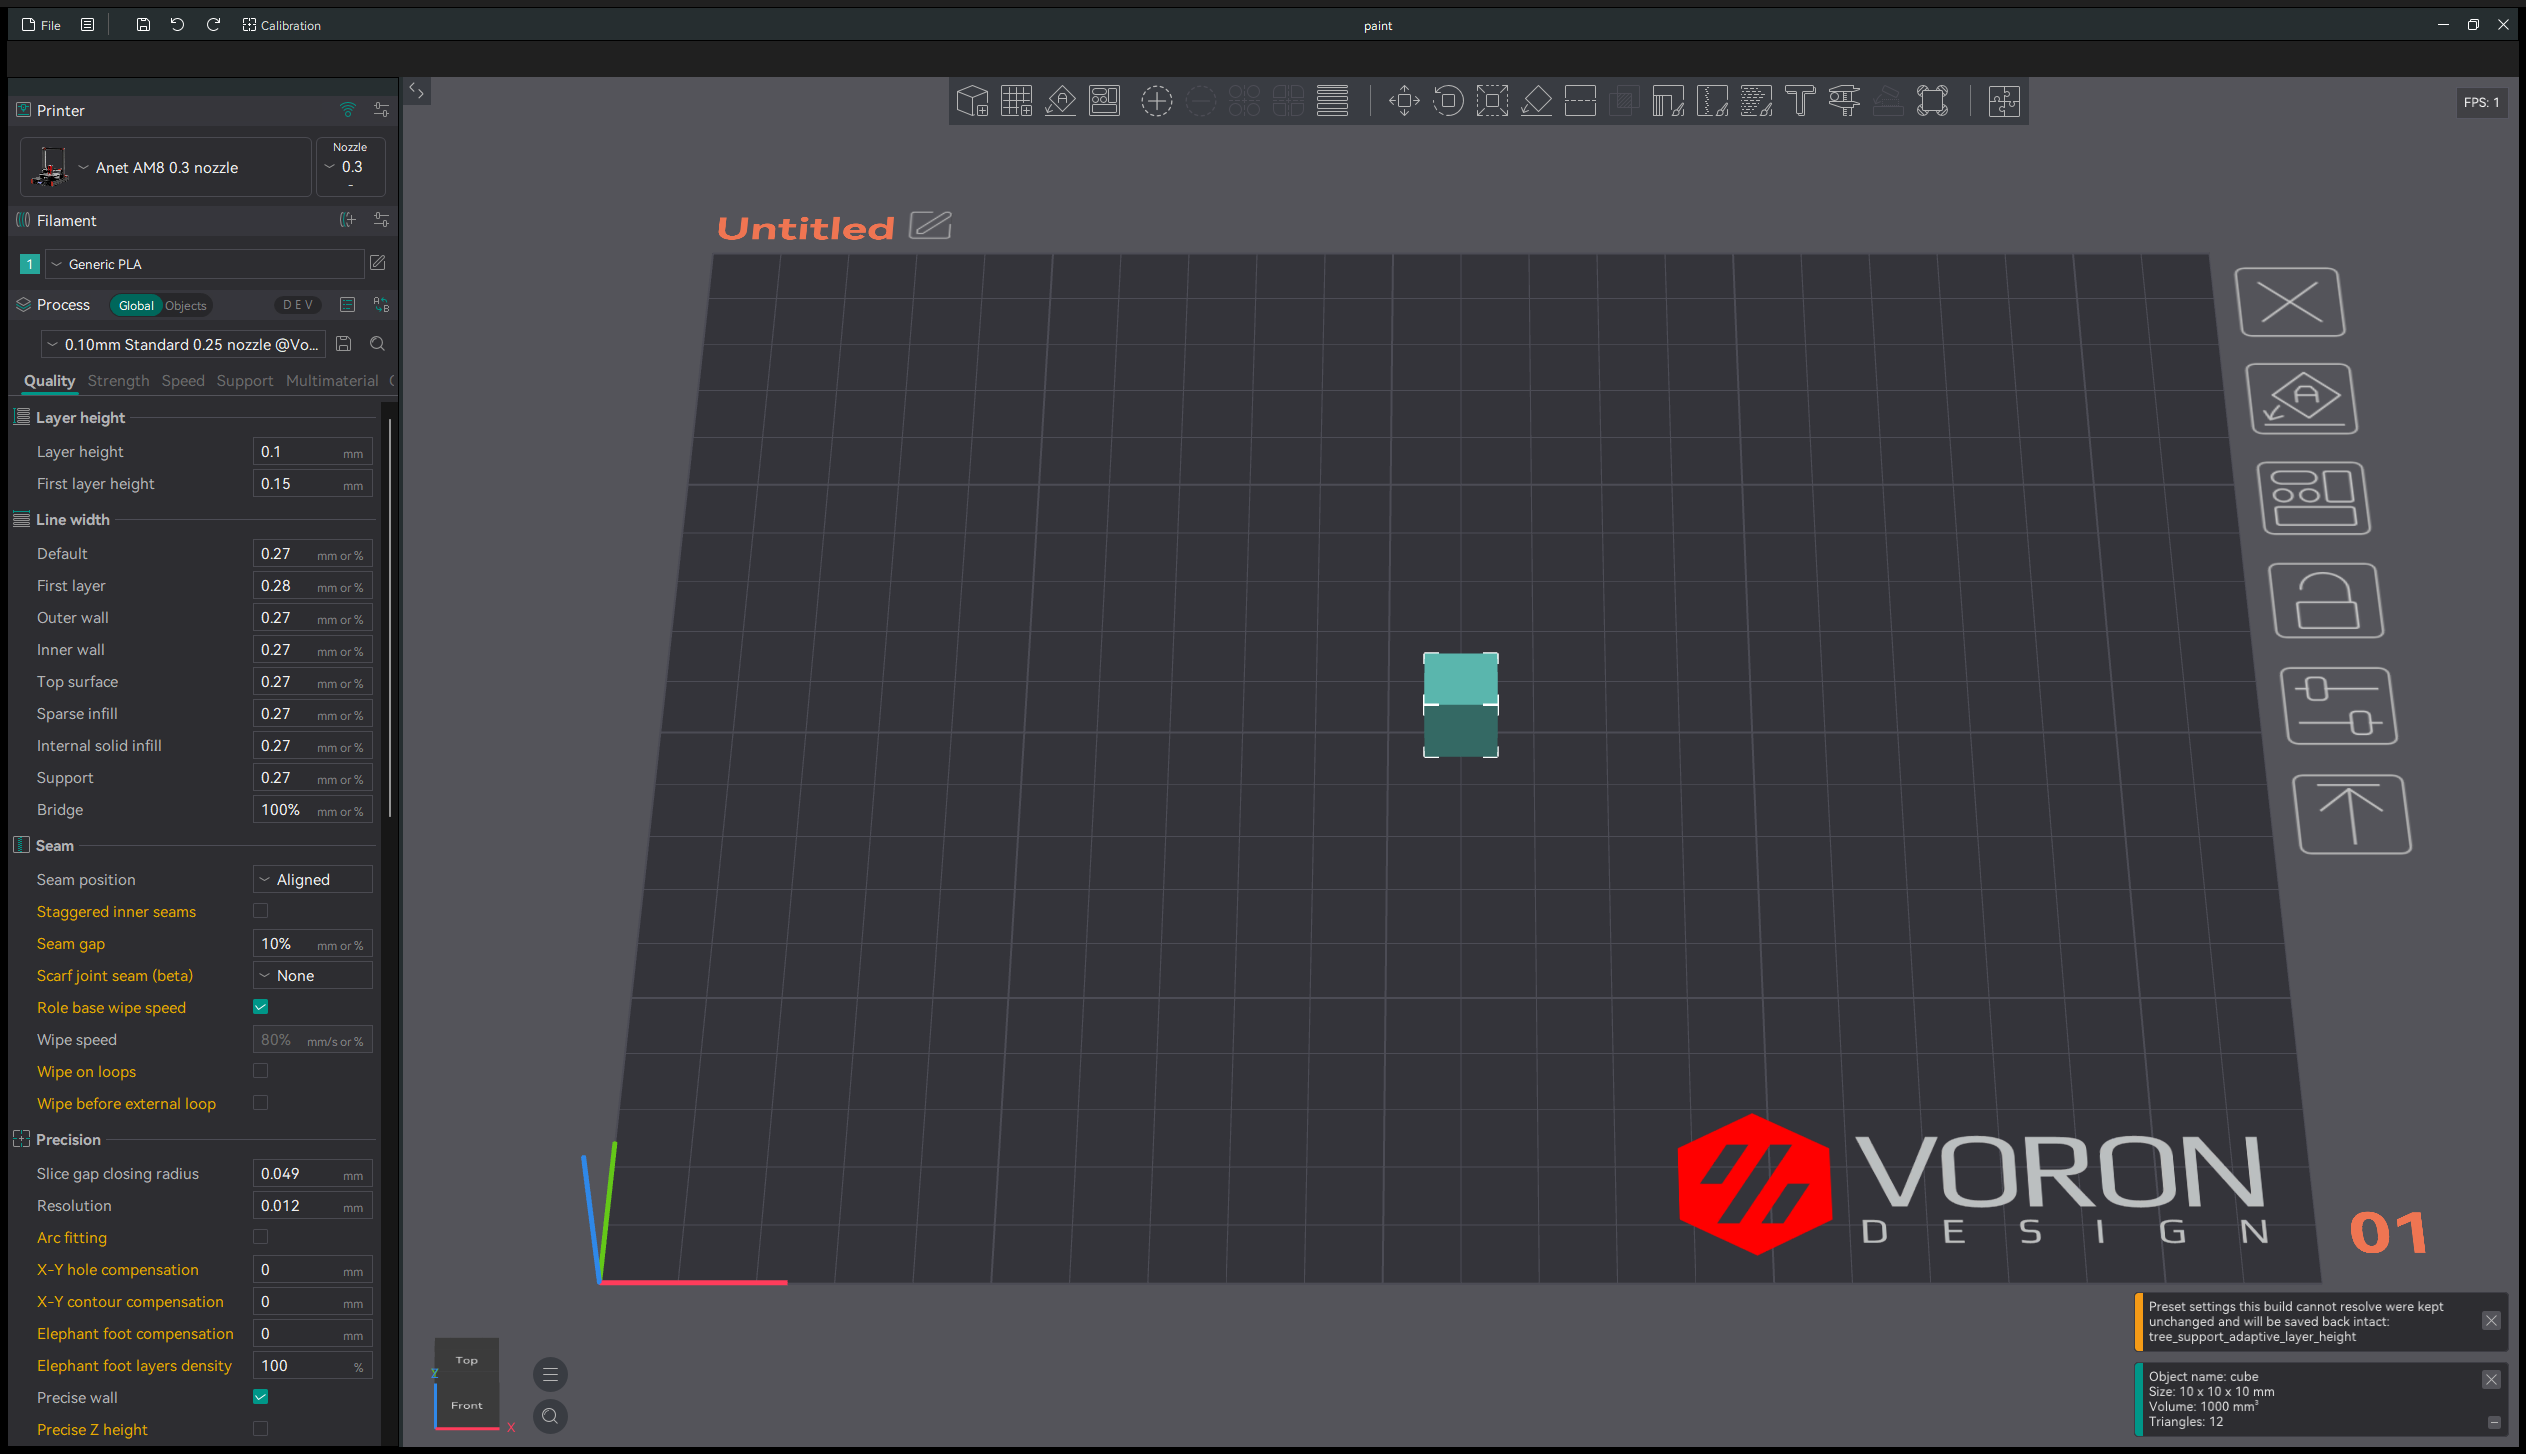 File
Calibration
paint
Printer
FPS: 1
Anet AM8 0.3 nozzle
Nozzle
0.3
-
Filament
1
Generic PLA
Process
Global
Objects
DEV
0.10mm Standard 0.25 nozzle @Vo...
Quality
Strength
Speed
Support
Multimaterial
Layer height
Layer height 0.1 mm
First layer height 0.15 mm
Line width
Default 0.27 mm or %
First layer 0.28 mm or %
Outer wall 0.27 mm or %
Inner wall 0.27 mm or %
Top surface 0.27 mm or %
Sparse infill 0.27 mm or %
Internal solid infill 0.27 mm or %
Support 0.27 mm or %
Bridge 100% mm or %
Seam
Seam position Aligned
Staggered inner seams
Seam gap 10% mm or %
Scarf joint seam (beta) None
Role base wipe speed
Wipe speed 80% mm/s or %
Wipe on loops
Wipe before external loop
Precision
Slice gap closing radius 0.049 mm
Resolution 0.012 mm
Arc fitting
X-Y hole compensation 0 mm
X-Y contour compensation 0 mm
Elephant foot compensation 0 mm
Elephant foot layers density 100 %
Precise wall
Precise Z height
Untitled
VORON
DESIGN
01
Top
Front
Z
X
Preset settings this build cannot resolve were kept
unchanged and will be saved back intact:
tree_support_adaptive_layer_height
Object name: cube
Size: 10 x 10 x 10 mm
Volume: 1000 mm³
Triangles: 12